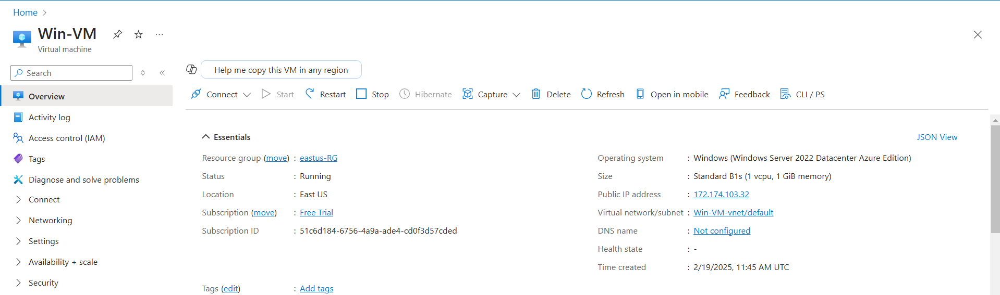 Home
Win-VM
Virtual machine
Search
Help me copy this VM in any region
Connect Start Restart Stop Hibernate Capture Delete Refresh Open in mobile Feedback CLI / PS
Overview
Activity log
Access control (IAM)
Tags
Diagnose and solve problems
Connect
Networking
Settings
Availability + scale
Security
Essentials
JSON View
Resource group (move) : eastus-RG
Status : Running
Location : East US
Subscription (move) : Free Trial
Subscription ID : 51c6d184-6756-4a9a-ade4-cd0f3d57cded
Operating system : Windows (Windows Server 2022 Datacenter Azure Edition)
Size : Standard B1s (1 vcpu, 1 GiB memory)
Public IP address : 172.174.103.32
Virtual network/subnet : Win-VM-vnet/default
DNS name : Not configured
Health state : -
Time created : 2/19/2025, 11:45 AM UTC
Tags (edit) : Add tags